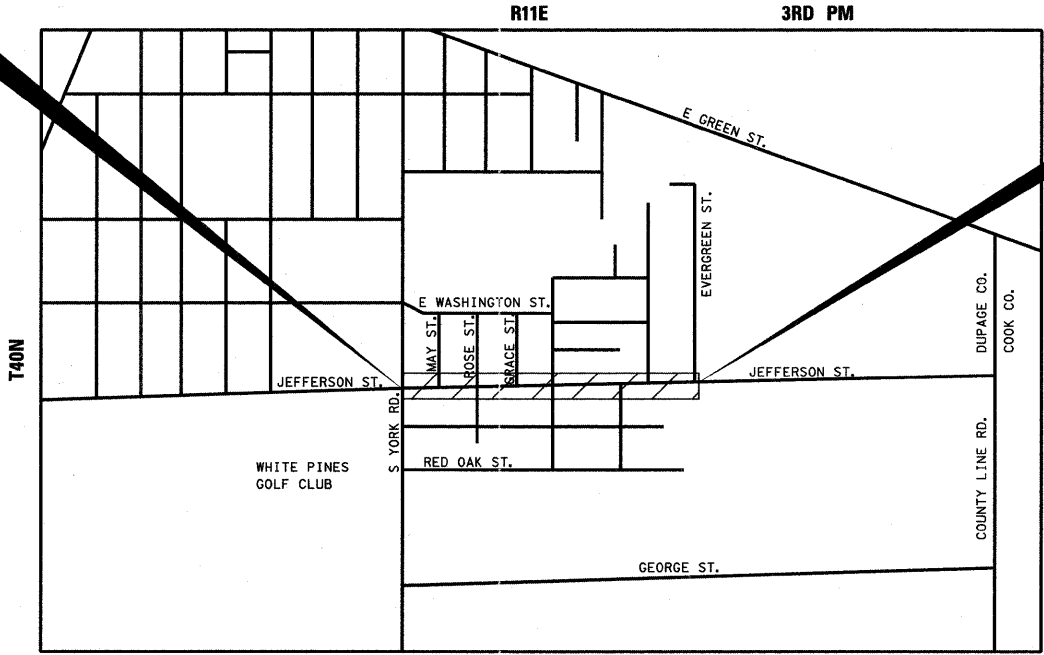 R11E
3RD PM
E GREEN ST.
EVERGREEN ST.
E WASHINGTON ST.
MAY ST.
ROSE ST.
GRACE ST.
DUPAGE CO.
COOK CO.
T40N
JEFFERSON ST.
JEFFERSON ST.
S YORK RD.
WHITE PINES
GOLF CLUB
RED OAK ST.
COUNTY LINE RD.
GEORGE ST.